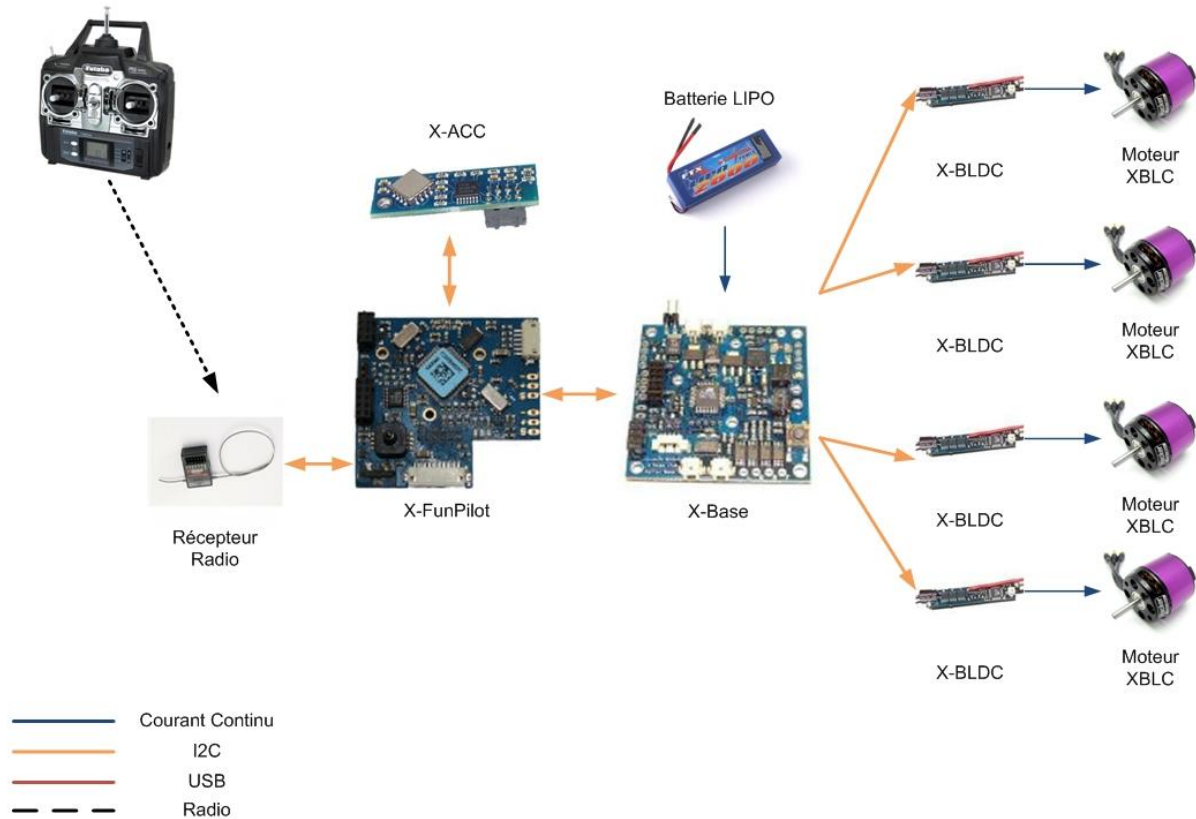 Futaba
X-ACC
Batterie LIPO
X-BLDC
Moteur
XBLC
X-BLDC
Moteur
XBLC
X-FunPilot
X-Base
Récepteur
Radio
X-BLDC
Moteur
XBLC
X-BLDC
Moteur
XBLC
Courant Continu
I2C
USB
Radio